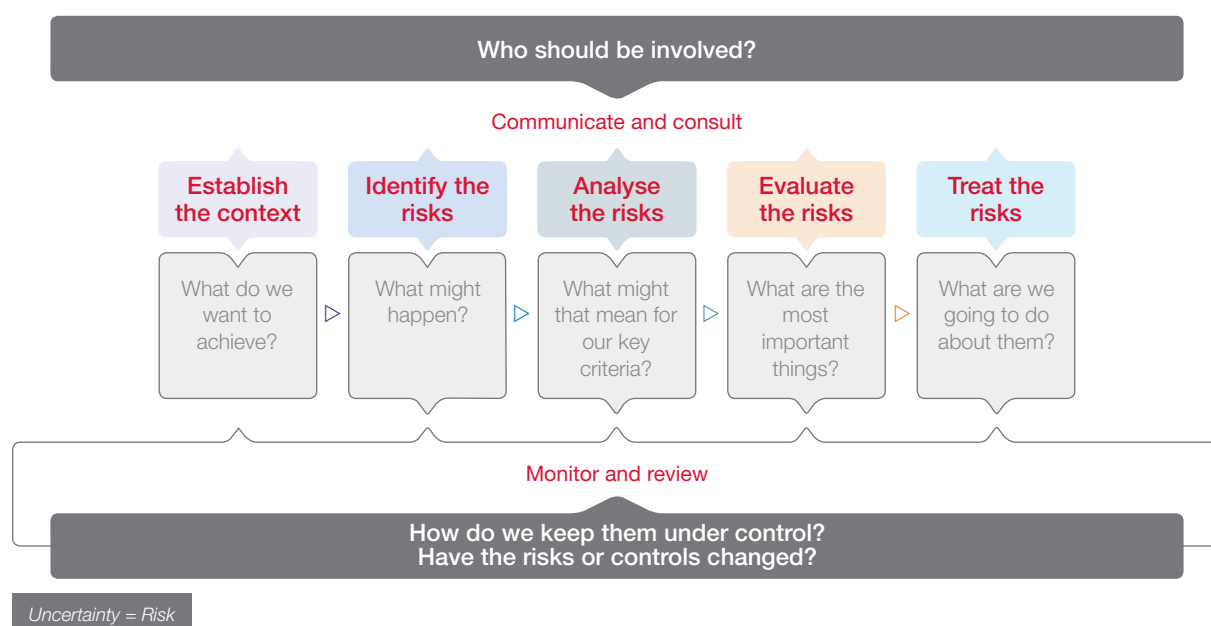 Who should be involved?
Communicate and consult
Establish
the context
Identify the
risks
Analyse
the risks
Evaluate
the risks
Treat the
risks
What do we
want to
achieve?
What might
happen?
What might
that mean for
our key
criteria?
What are the
most
important
things?
What are we
going to do
about them?
Monitor and review
How do we keep them under control?
Have the risks or controls changed?
Uncertainty = Risk